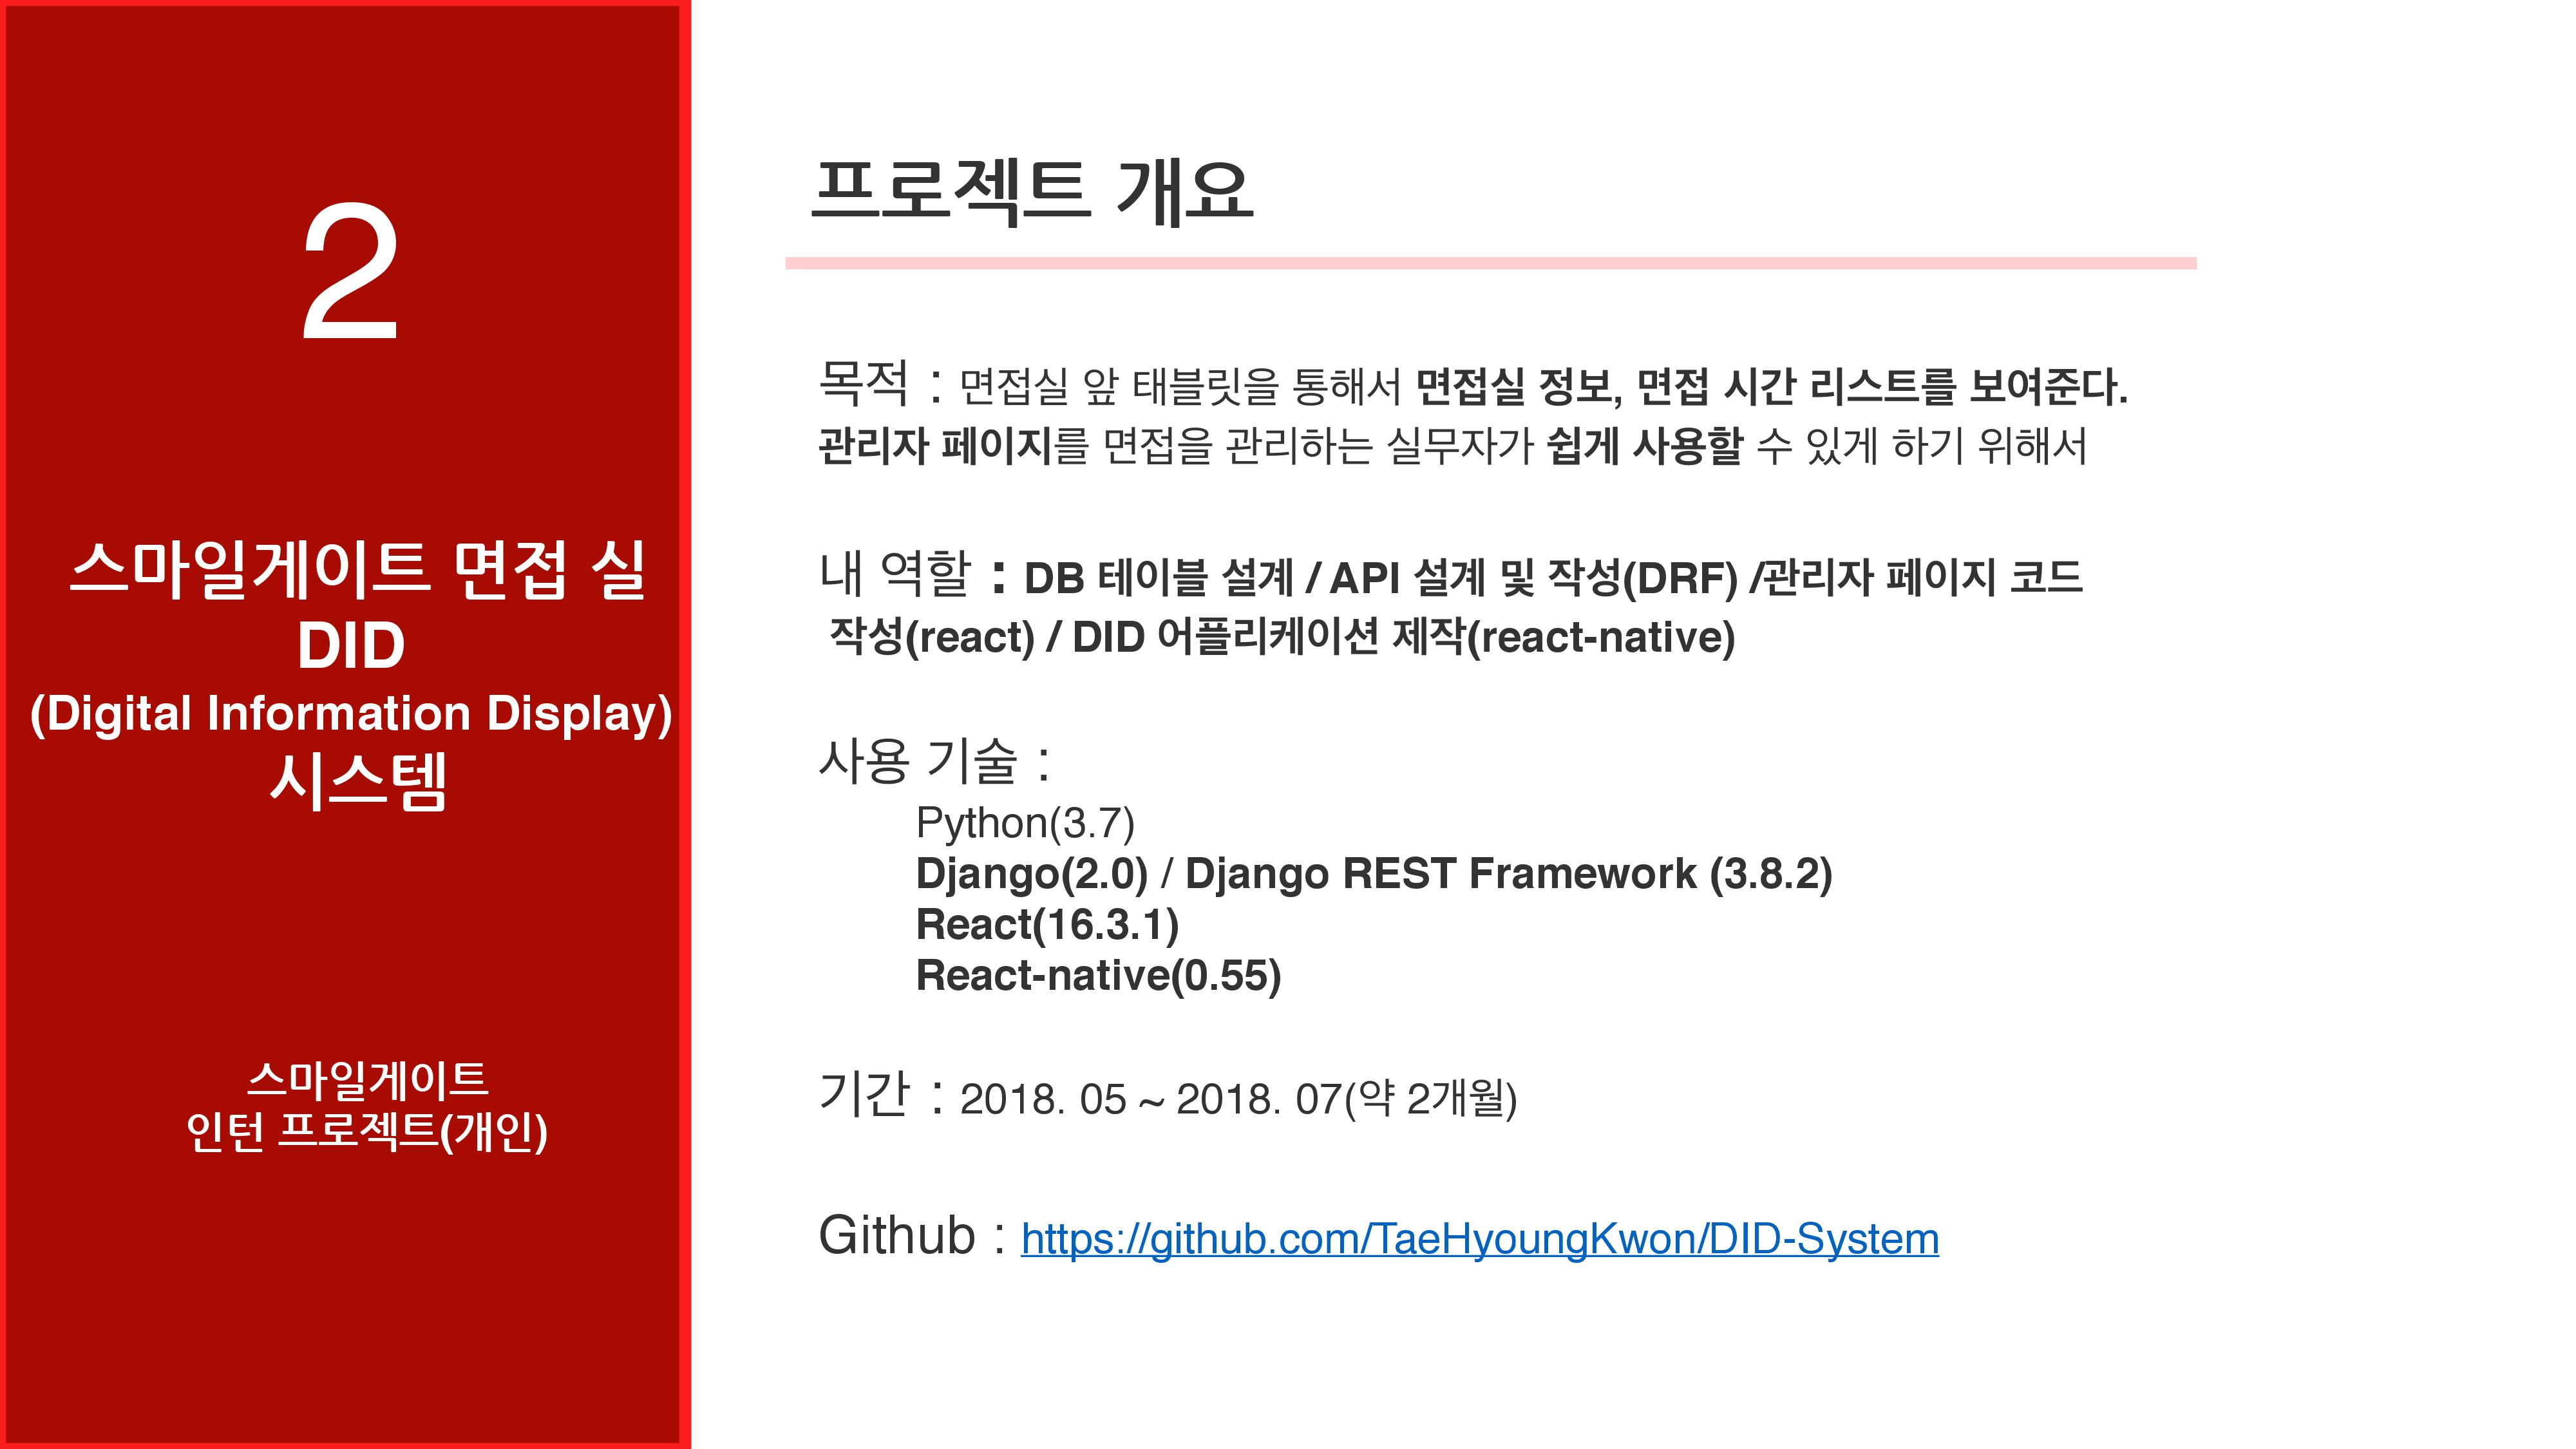 2
스마일게이트 면접 실
DID
(Digital Information Display)
시스템
스마일게이트
인턴 프로젝트(개인)
프로젝트 개요
목적 : 면접실 앞 태블릿을 통해서 면접실 정보, 면접 시간 리스트를 보여준다.
관리자 페이지를 면접을 관리하는 실무자가 쉽게 사용할 수 있게 하기 위해서
내 역할 : DB 테이블 설계 / API 설계 및 작성(DRF) /관리자 페이지 코드
작성(react) / DID 어플리케이션 제작(react-native)
사용 기술 :
Python(3.7)
Django(2.0) / Django REST Framework (3.8.2)
React(16.3.1)
React-native(0.55)
기간 : 2018. 05 ~ 2018. 07(약 2개월)
Github : https://github.com/TaeHyoungKwon/DID-System